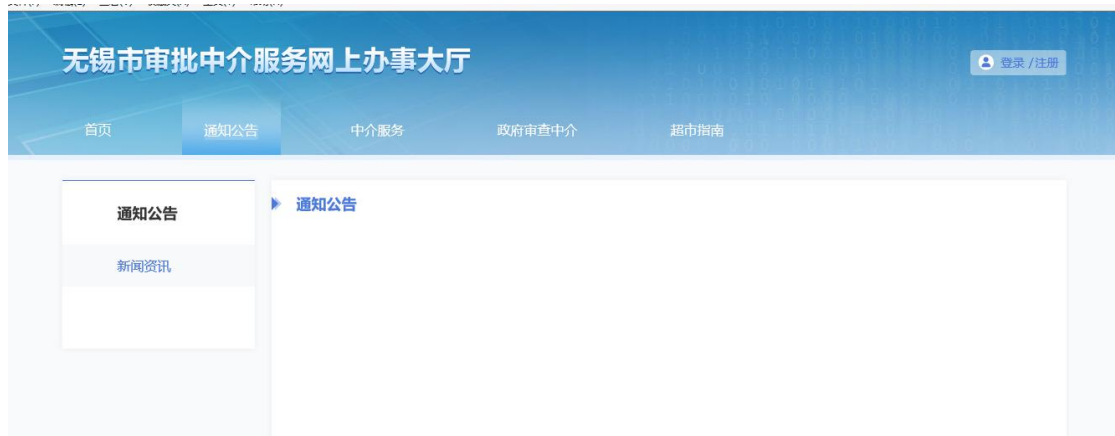 无锡市审批中介服务网上办事大厅
登录 /注册
首页 通知公告 中介服务 政府审查中介 超市指南
通知公告
通知公告
新闻资讯